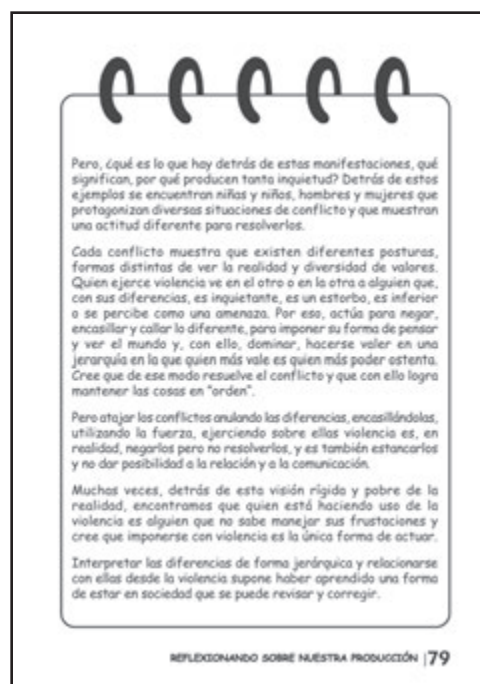 Pero, ¿qué es lo que hay detrás de estas manifestaciones, qué
significan, por qué producen tanta inquietud? Detrás de estos
ejemplos se encuentran niñas y niños, hombres y mujeres que
protagonizan diversas situaciones de conflicto y que muestran
una actitud diferente para resolverlos.
Cada conflicto muestra que existen diferentes posturas,
formas distintas de ver la realidad y diversidad de valores.
Quien ejerce violencia ve en el otro o en la otra a alguien que,
con sus diferencias, es inquietante, es un estorbo, es inferior
o se percibe como una amenaza. Por eso, actúa para negar,
encasillar y callar lo diferente, para imponer su forma de pensar
y ver el mundo y, con ello, dominar, hacerse valer en una
jerarquía en la que quien más vale es quien más poder ostenta.
Cree que de ese modo resuelve el conflicto y que con ello logra
mantener las cosas en "orden".
Pero atajar los conflictos anulando las diferencias, encasillándolas,
utilizando la fuerza, ejerciendo sobre ellas violencia es, en
realidad, negarlos pero no resolverlos, y es también estancarlos
y no dar posibilidad a la relación y a la comunicación.
Muchas veces, detrás de esta visión rígida y pobre de la
realidad, encontramos que quien está haciendo uso de la
violencia es alguien que no sabe manejar sus frustaciones y
cree que imponerse con violencia es la única forma de actuar.
Interpretar las diferencias de forma jerárquica y relacionarse
con ellas desde la violencia supone haber aprendido una forma
de estar en sociedad que se puede revisar y corregir.
REFLEXIONANDO SOBRE NUESTRA PRODUCCIÓN |79